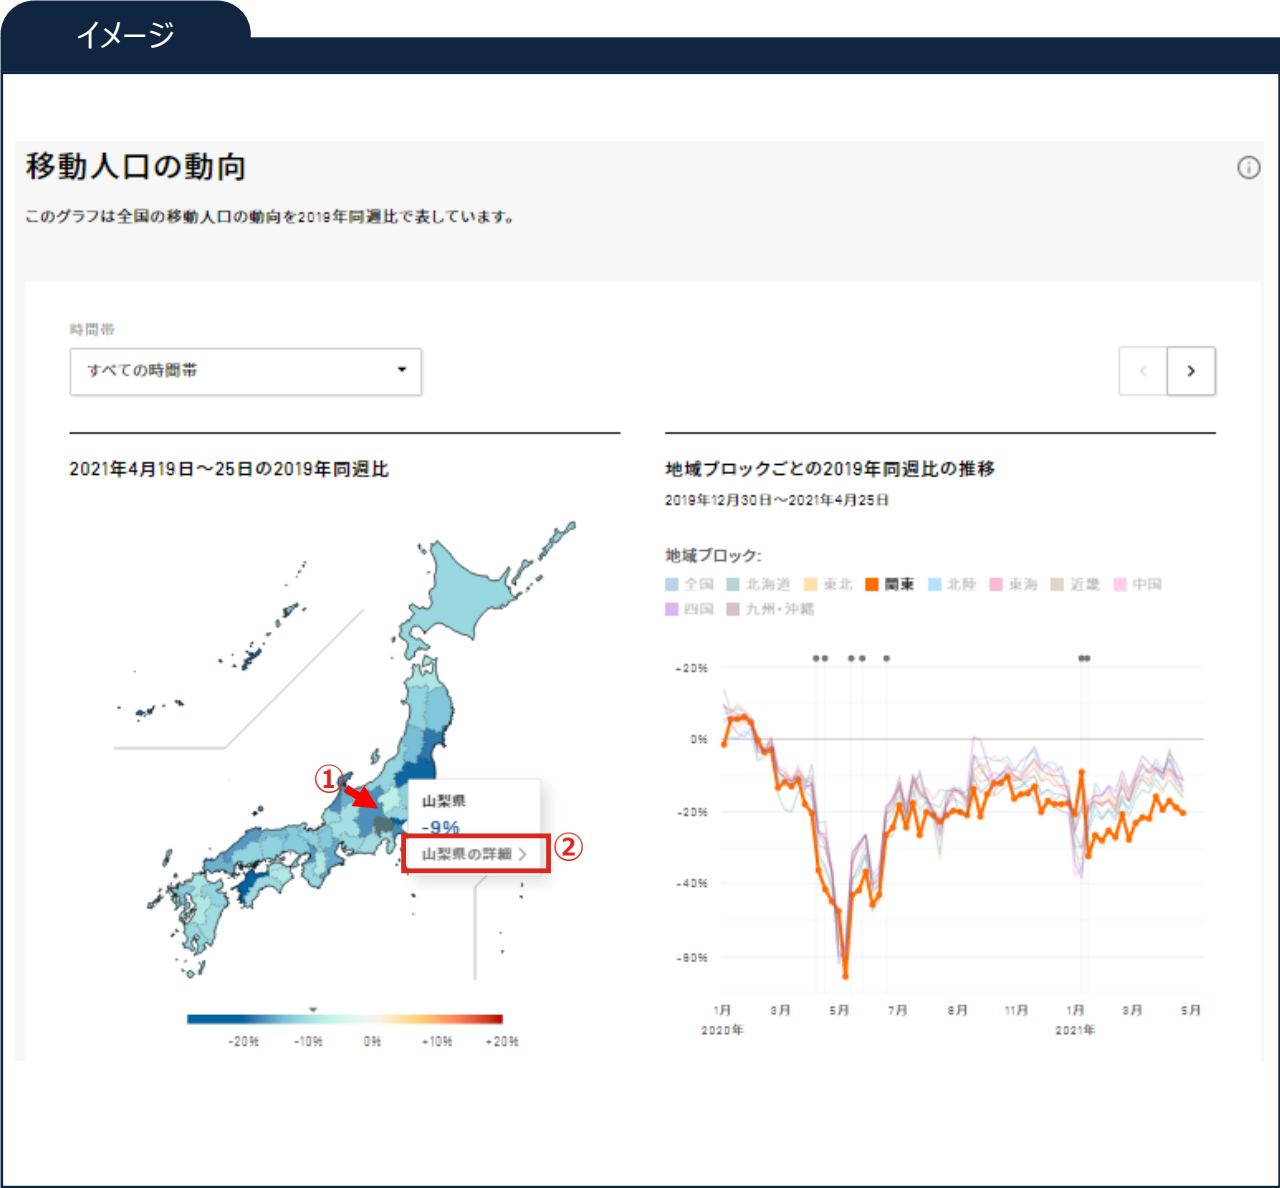 イメージ
移動人口の動向
このグラフは全国の移動人口の動向を2019年同週比で表しています。
時間帯
すべての時間帯
2021年4月19日～25日の2019年同週比
①
山梨県
-9%
山梨県の詳細
②
-20% -10% 0% +10% +20%
地域ブロックごとの2019年同週比の推移
2019年12月30日～2021年4月25日
地域ブロック:
全国 北海道 東北 関東 北陸 東海 近畿 中国
四国 九州・沖縄
-20%
0%
-20%
-40%
-60%
1月 3月 5月 7月 9月 11月 1月 3月 5月
2020年 2021年